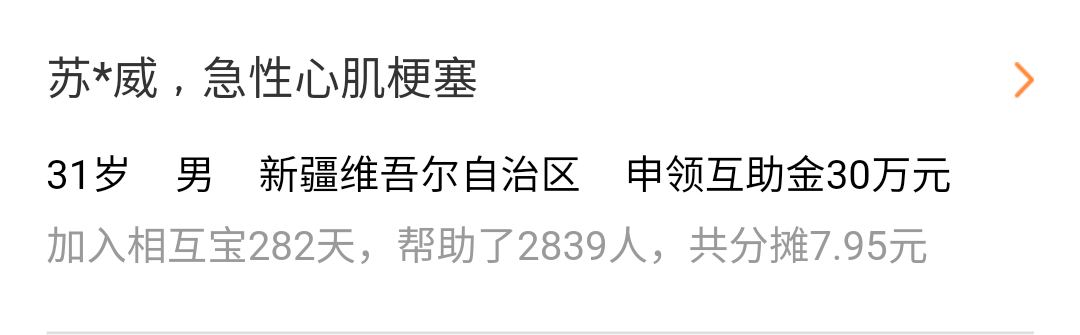 苏*威，急性心肌梗塞
31岁 男 新疆维吾尔自治区 申领互助金30万元
加入相互宝282天，帮助了2839人，共分摊7.95元